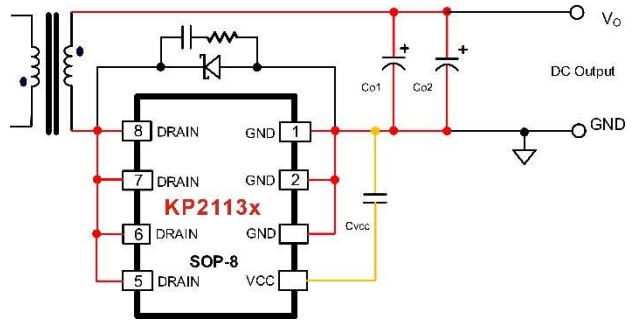 Vo
+
+
Co1
Co2
DC Output
8 DRAIN
GND 1
GND
7 DRAIN
GND 2
KP2113x
Cvcc
6 DRAIN
GND
SOP-8
5 DRAIN
VCC